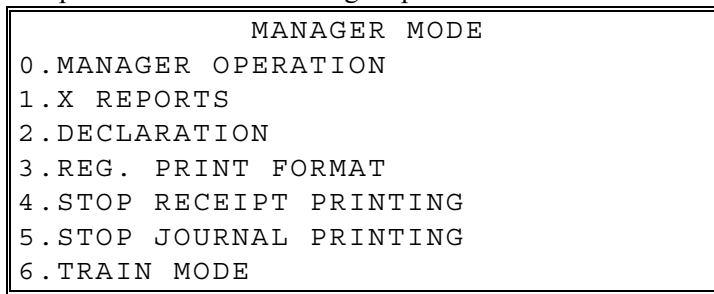 MANAGER MODE
0.MANAGER OPERATION
1.X REPORTS
2.DECLARATION
3.REG. PRINT FORMAT
4.STOP RECEIPT PRINTING
5.STOP JOURNAL PRINTING
6.TRAIN MODE